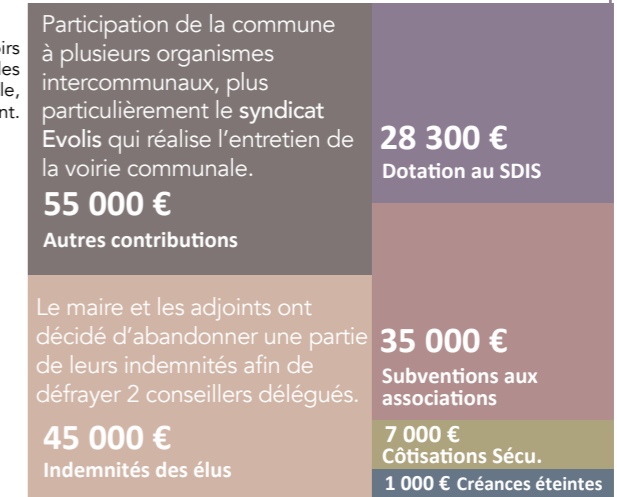 Participation de la commune
à plusieurs organismes
intercommunaux, plus
particulièrement le syndicat
Evolis qui réalise l'entretien de
la voirie communale.
55 000 €
Autres contributions
28 300 €
Dotation au SDIS
Le maire et les adjoints ont
décidé d'abandonner une partie
de leurs indemnités afin de
défrayer 2 conseillers délégués.
45 000 €
Indemnités des élus
35 000 €
Subventions aux
associations
7 000 €
Côtisations Sécu.
1 000 € Créances éteintes